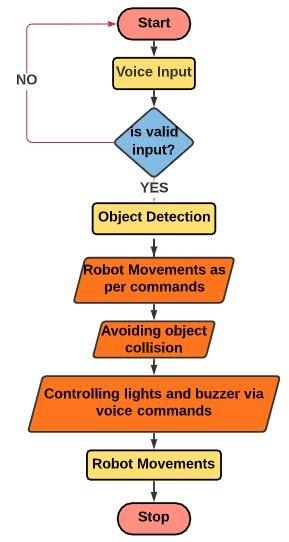 Start
Voice Input
NO
is valid
input?
YES
Object Detection
Robot Movements as
per commands
Avoiding object
collision
Controlling lights and buzzer via
voice commands
Robot Movements
Stop